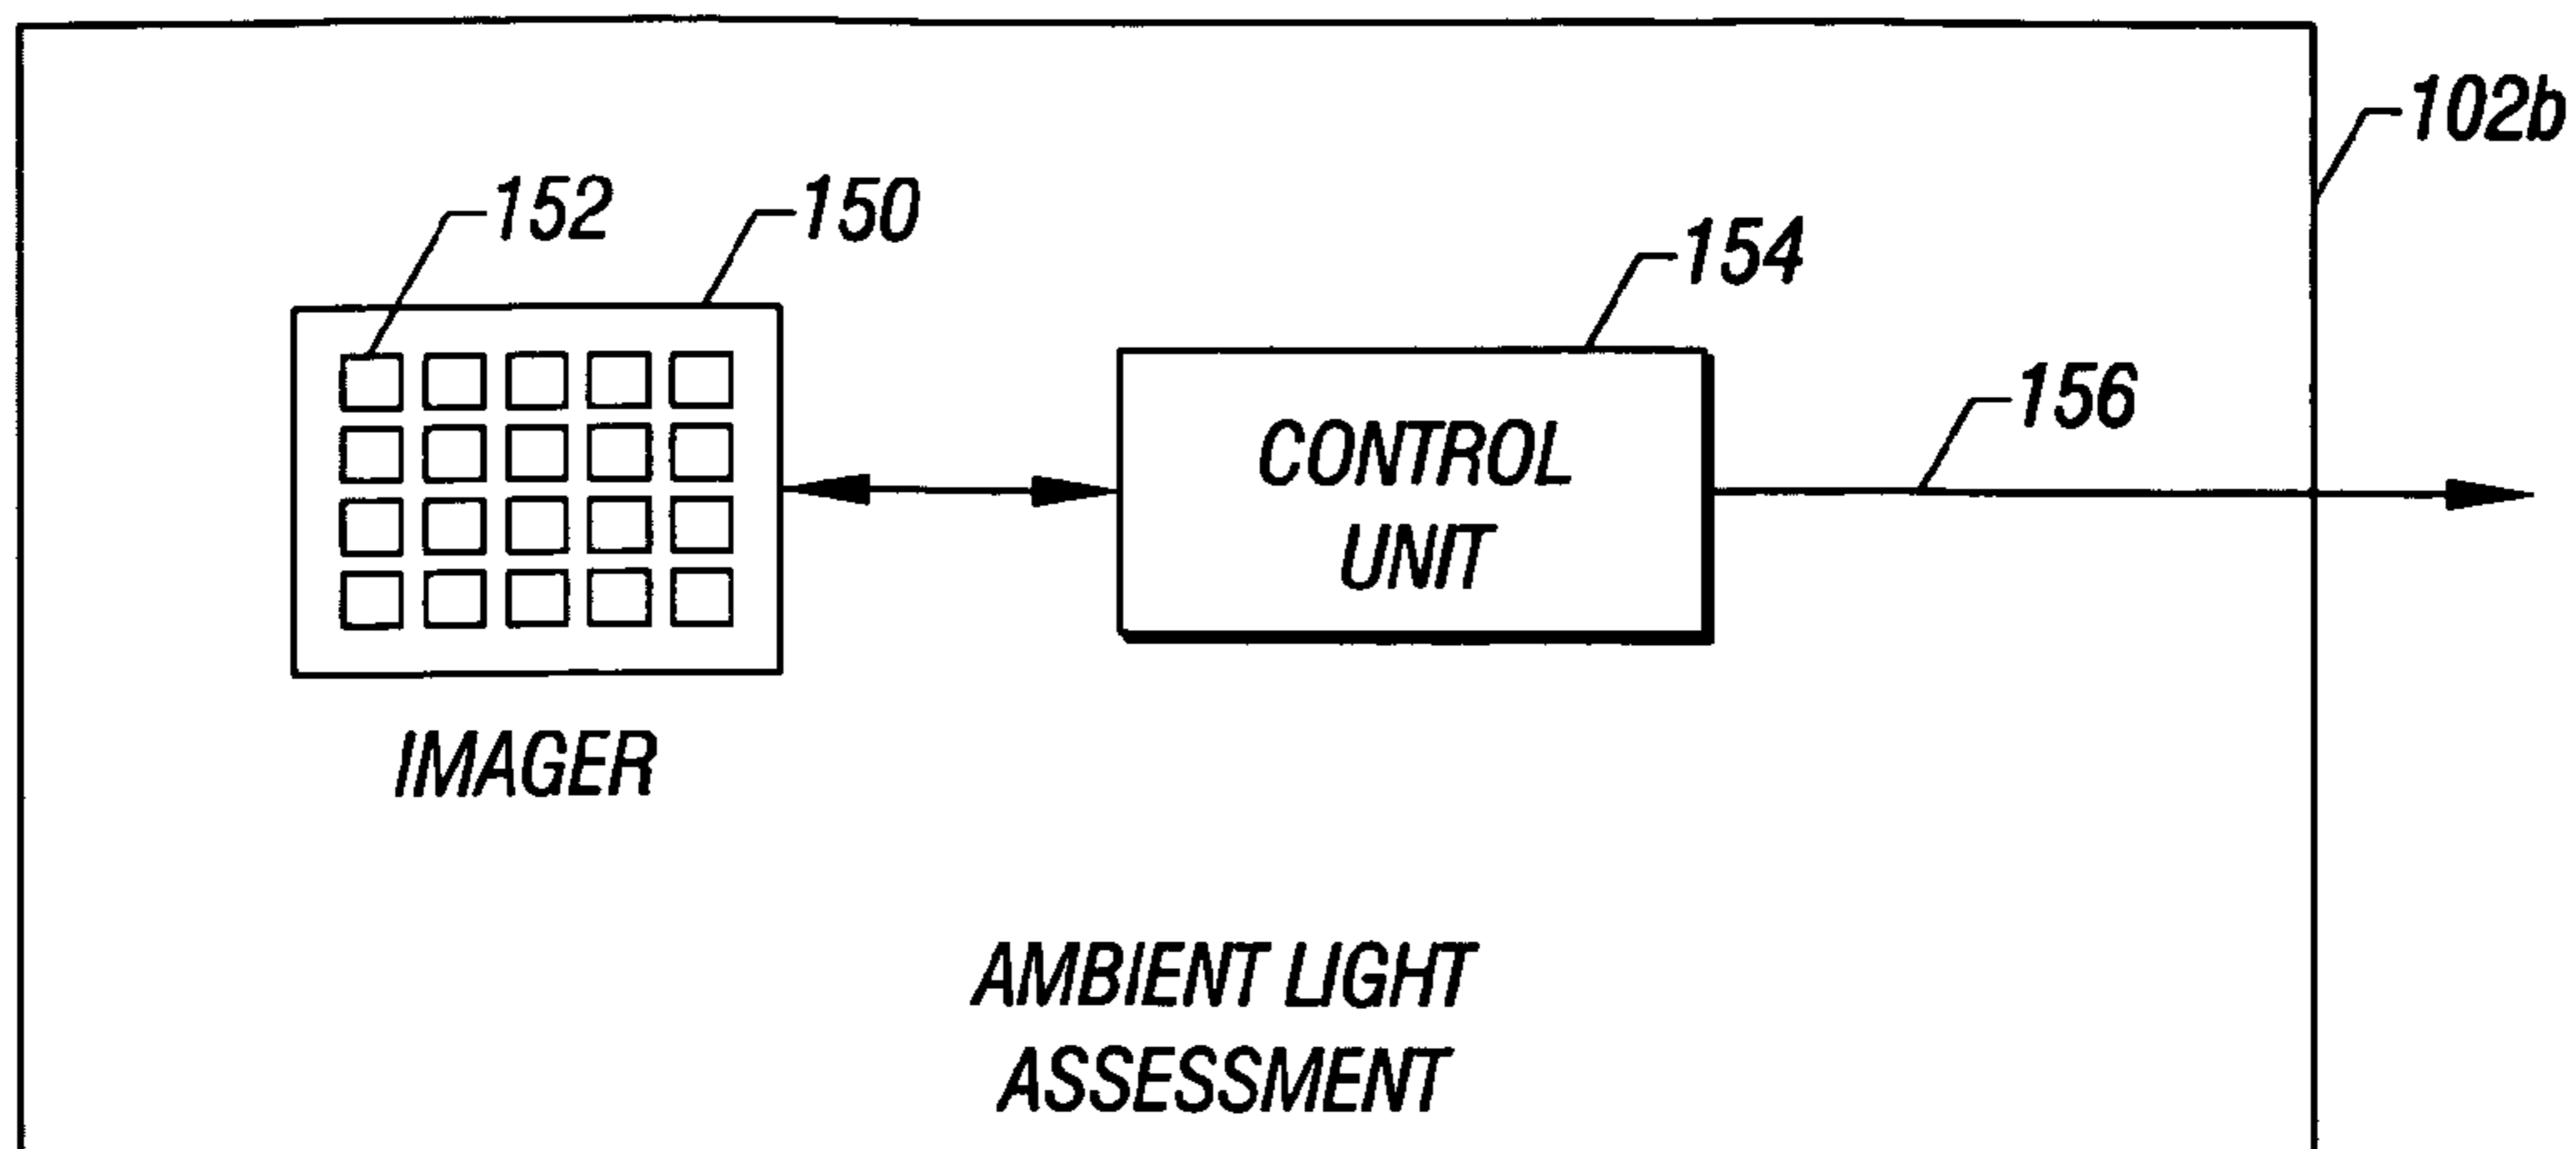 102b
152
150
154
156
CONTROL
UNIT
IMAGER
AMBIENT LIGHT
ASSESSMENT